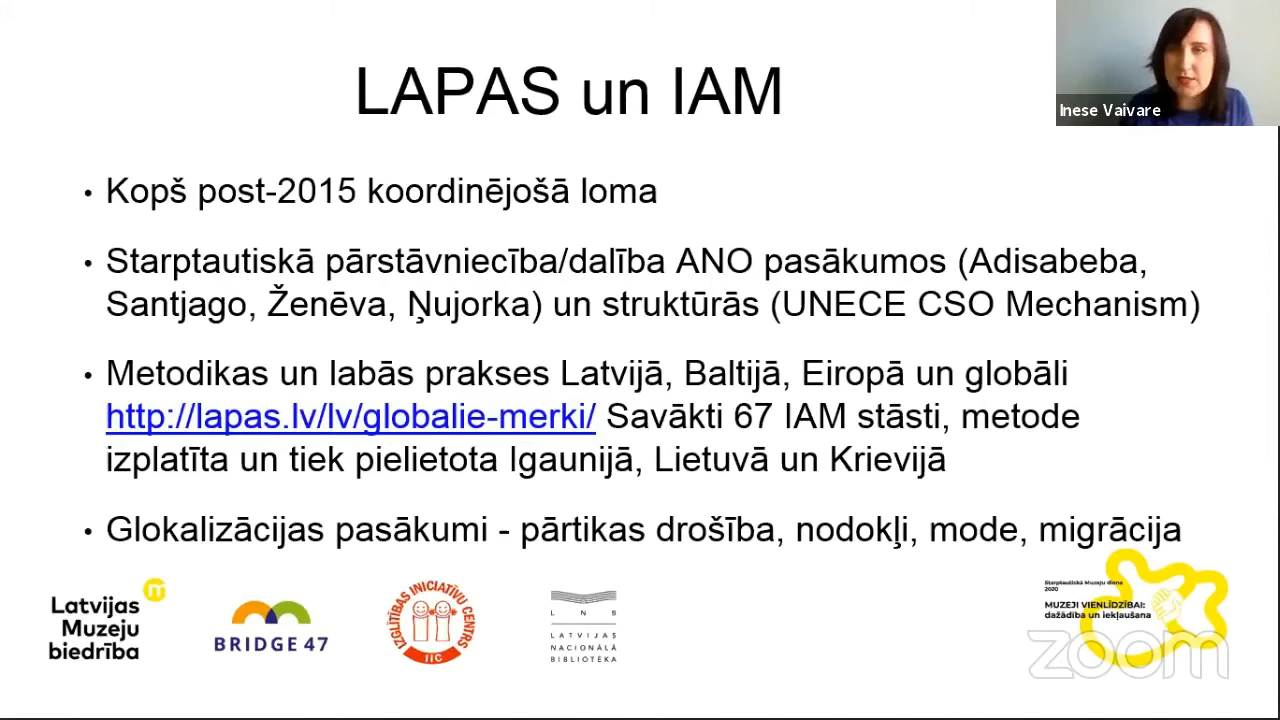 LAPAS un IAM
Inese Vaivare
• Kopš post-2015 koordinējošā loma
• Starptautiskā pārstāvniecība/dalība ANO pasākumos (Adisabeba,
Santjago, Ženēva, Ņujorka) un struktūrās (UNECE CSO Mechanism)
• Metodikas un labās prakses Latvijā, Baltijā, Eiropā un globāli
http://lapas.lv/lv/globalie-merki/ Savākti 67 IAM stāsti, metode
izplatīta un tiek pielietota Igaunijā, Lietuvā un Krievijā
• Glokalizācijas pasākumi - pārtikas drošība, nodokļi, mode, migrācija
m
Latvijas
Muzeju
biedrība
BRIDGE 47
IZGLĪTĪBAS INICIATĪVU CENTRS
IIC
L N B
LATVIJAS
NACIONĀLĀ
BIBLIOTĒKA
Starptautiskā Muzeju diena
2020
MUZEJI VIENLĪDZĪBAI:
dažādība un iekļaušana
zoom